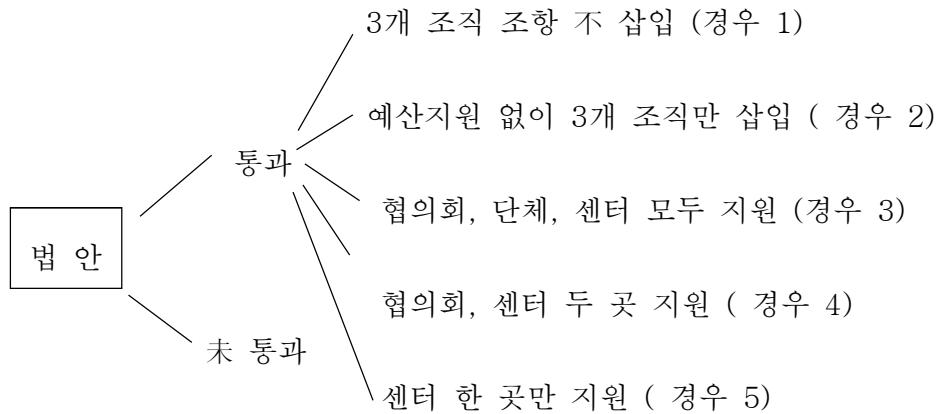 3개 조직 조항 不 삽입 (경우 1)
예산지원 없이 3개 조직만 삽입 ( 경우 2)
통과
협의회, 단체, 센터 모두 지원 (경우 3)
법 안
협의회, 센터 두 곳 지원 ( 경우 4)
未 통과
센터 한 곳만 지원 ( 경우 5)